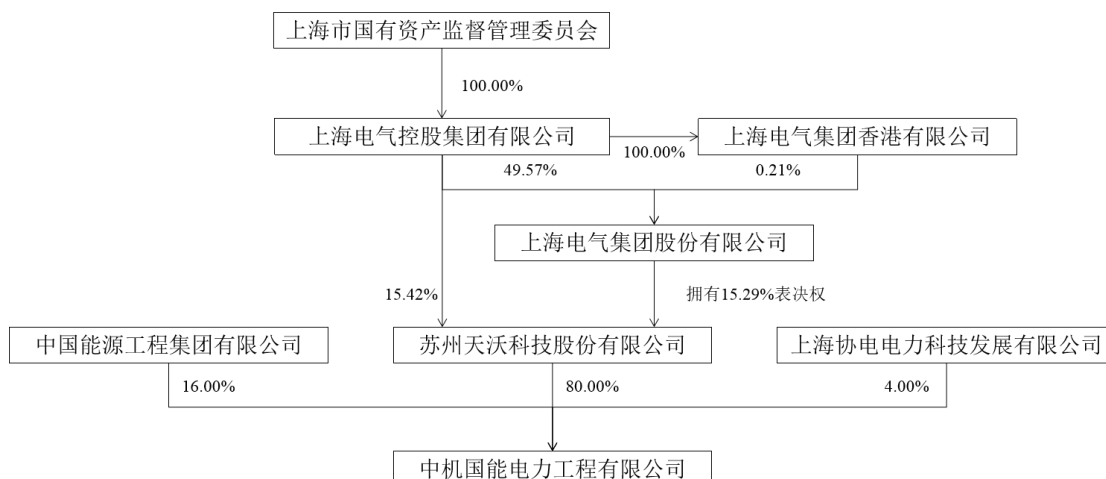 上海市国有资产监督管理委员会
100.00%
上海电气控股集团有限公司
100.00%
上海电气集团香港有限公司
49.57%
0.21%
上海电气集团股份有限公司
15.42%
拥有15.29%表决权
中国能源工程集团有限公司
苏州天沃科技股份有限公司
上海协电电力科技发展有限公司
16.00%
80.00%
4.00%
中机国能电力工程有限公司